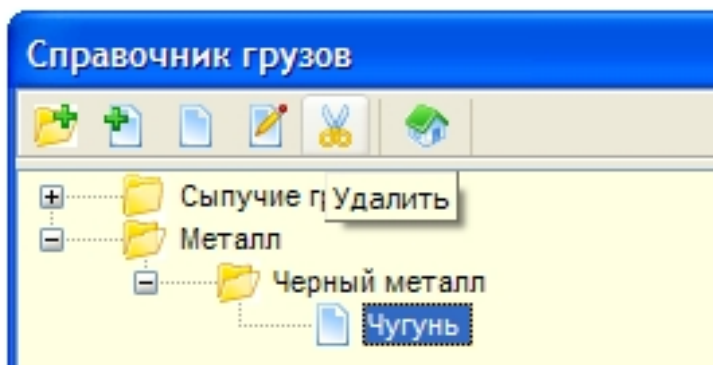 Справочник грузов
Сыпучие г
Удалить
Металл
Черный металл
Чугунь